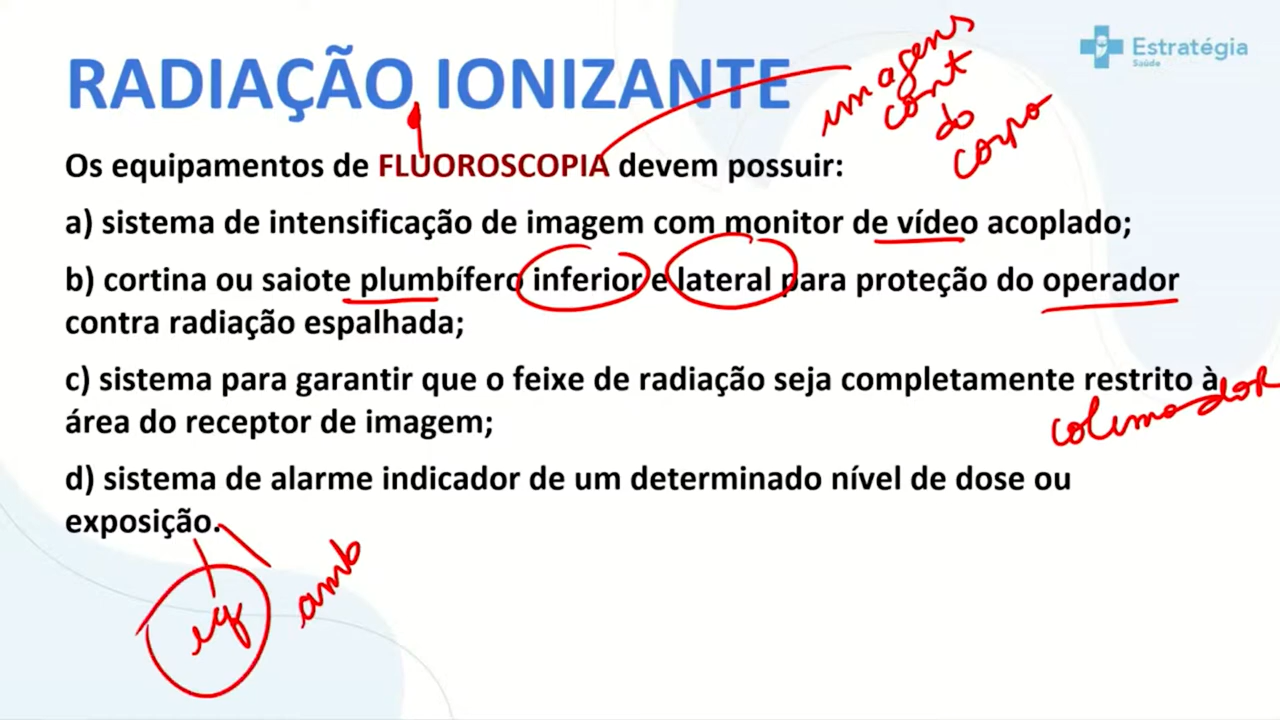 Estratégia
Saúde
RADIAÇÃO IONIZANTE
imagens
cont
do
corpo
Os equipamentos de FLUOROSCOPIA devem possuir:
a) sistema de intensificação de imagem com monitor de vídeo acoplado;
b) cortina ou saiote plumbífero inferior e lateral para proteção do operador
contra radiação espalhada;
c) sistema para garantir que o feixe de radiação seja completamente restrito à
área do receptor de imagem;
colimador
d) sistema de alarme indicador de um determinado nível de dose ou
exposição.
eq
amb